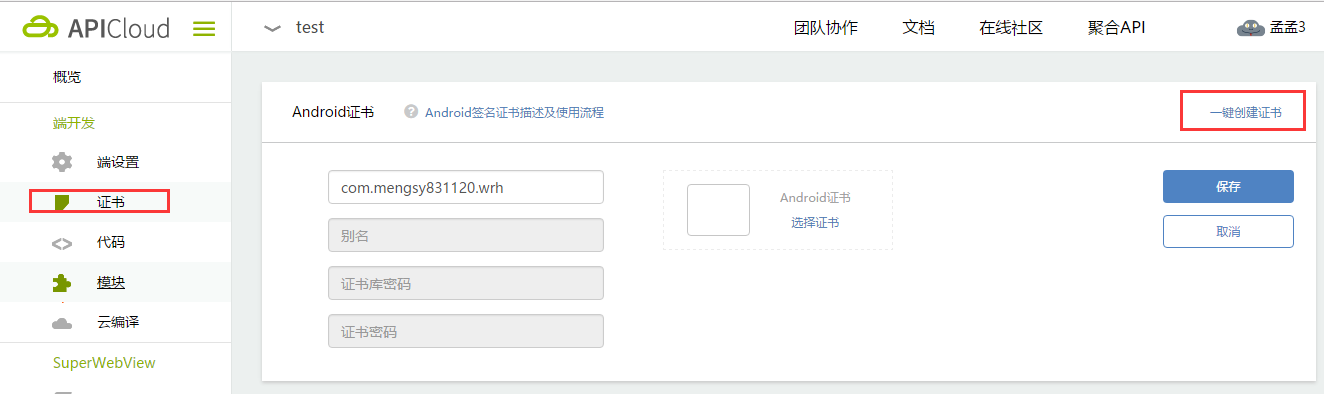 APICloud
test
团队协作
文档
在线社区
聚合API
孟孟3
概览
端开发
端设置
证书
代码
模块
云编译
SuperWebView
Android证书
? Android签名证书描述及使用流程
一键创建证书
com.mengsy831120.wrh
别名
证书库密码
证书密码
Android证书
选择证书
保存
取消